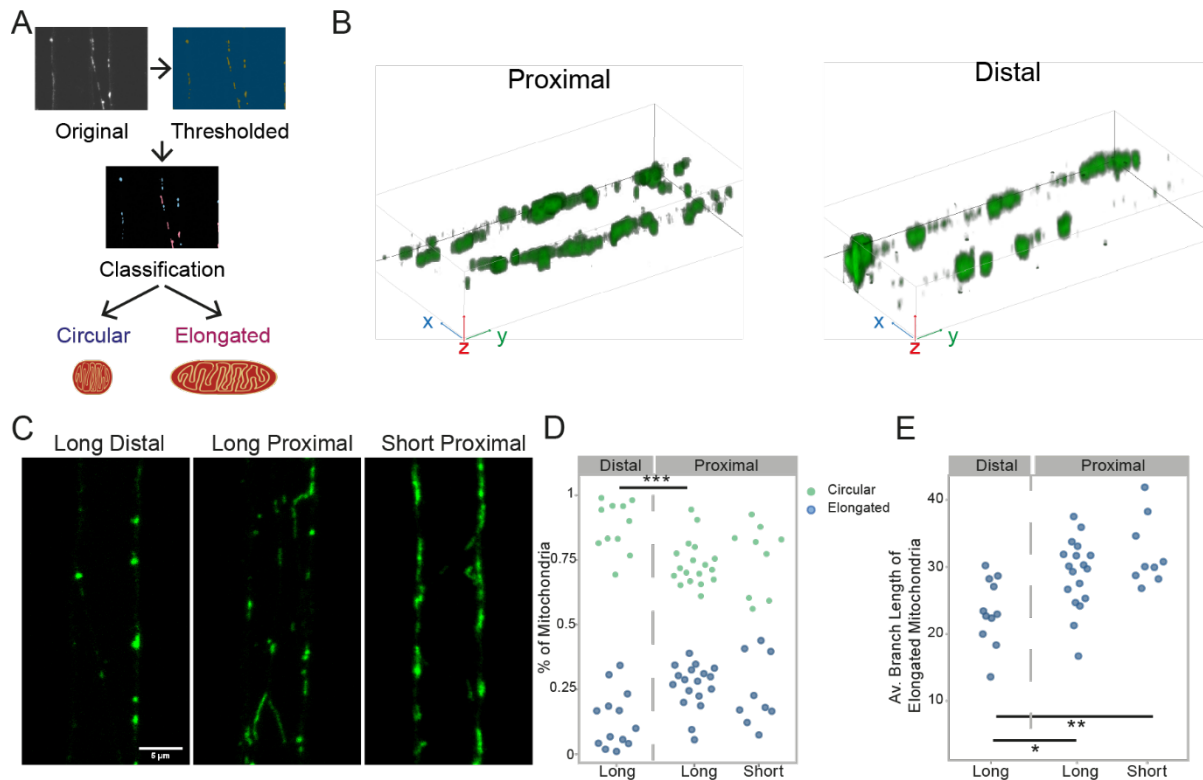 A
Original
Thresholded
Classification
Circular
Elongated
B
Proximal
x
z
y
Distal
x
z
y
C
Long Distal
Long Proximal
Short Proximal
5 µm
D
Distal
Proximal
***
Circular
Elongated
% of Mitochondria
1
0.75
0.5
0.25
0
Long
Long
Short
E
Distal
Proximal
Av. Branch Length of
Elongated Mitochondria
40
30
20
10
**
*
Long
Long
Short